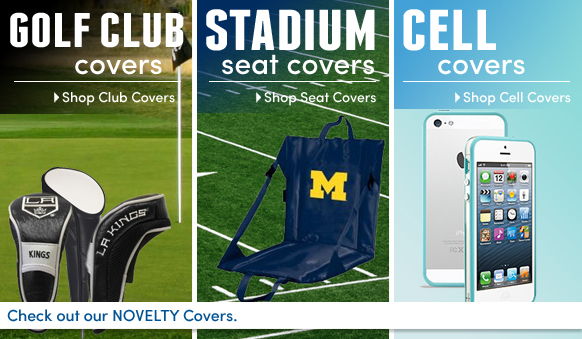 GOLF CLUB
covers
Shop Club Covers
STADIUM
seat covers
Shop Seat Covers
CELL
covers
Shop Cell Covers
LA
KINGS
LA KINGS
M
Check out our NOVELTY Covers.